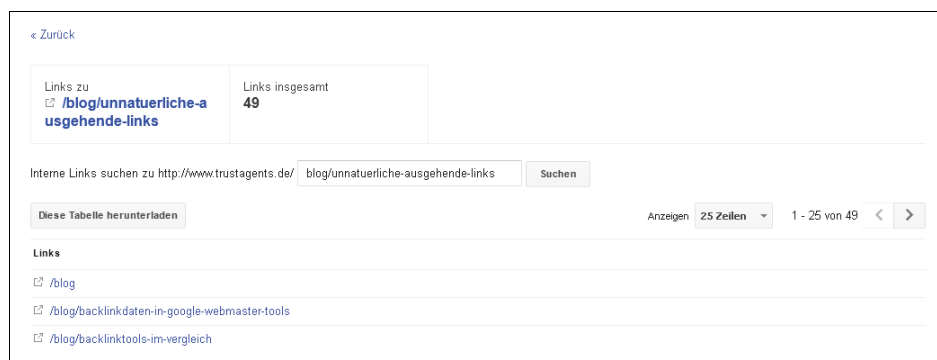 « Zurück
Links zu
/blog/unnatuerliche-a
usgehende-links
Links insgesamt
49
Interne Links suchen zu http://www.trustagents.de/ blog/unnatuerliche-ausgehende-links Suchen
Diese Tabelle herunterladen Anzeigen 25 Zeilen 1 - 25 von 49
Links
/blog
/blog/backlinkdaten-in-google-webmaster-tools
/blog/backlinktools-im-vergleich